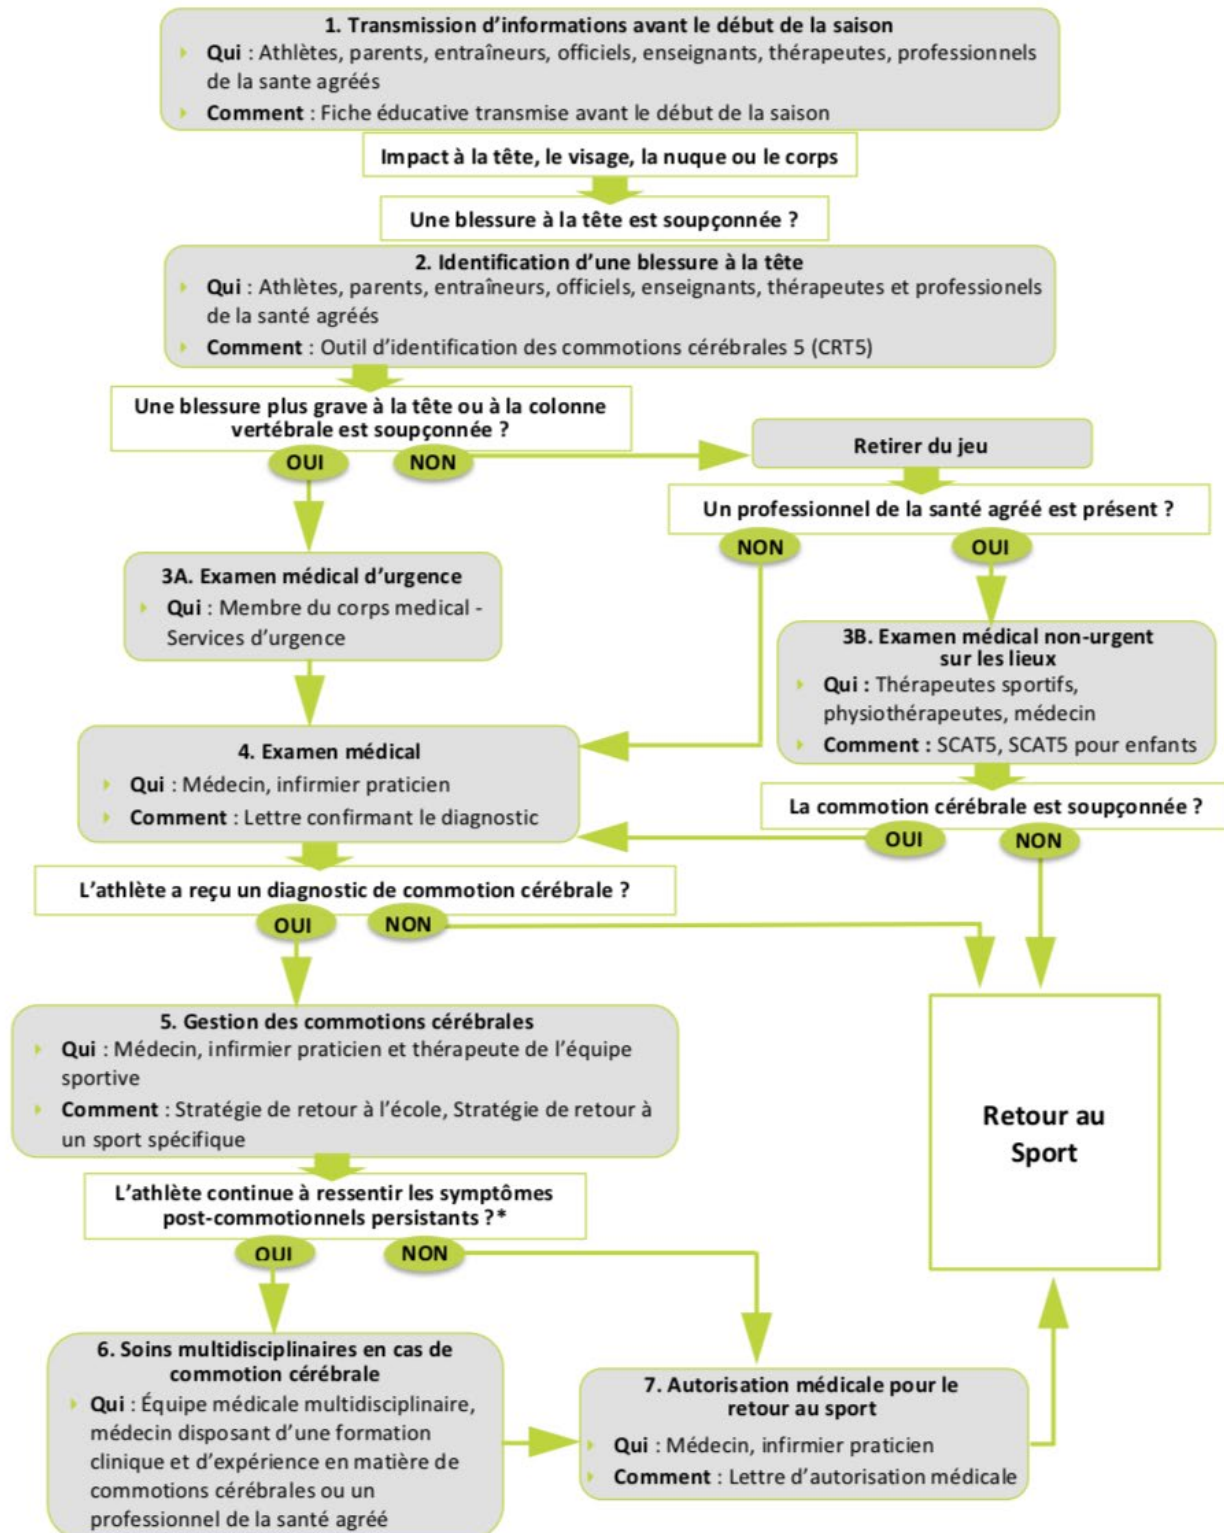 1. Transmission d’informations avant le début de la saison
Qui : Athlètes, parents, entraîneurs, officiels, enseignants, thérapeutes, professionnels
de la sante agréés
Comment : Fiche éducative transmise avant le début de la saison
Impact à la tête, le visage, la nuque ou le corps
Une blessure à la tête est soupçonnée ?
2. Identification d’une blessure à la tête
Qui : Athlètes, parents, entraîneurs, officiels, enseignants, thérapeutes et professionels
de la santé agréés
Comment : Outil d’identification des commotions cérébrales 5 (CRT5)
Une blessure plus grave à la tête ou à la colonne
vertébrale est soupçonnée ?
OUI
NON
Retirer du jeu
Un professionnel de la santé agréé est présent ?
NON
OUI
3A. Examen médical d’urgence
Qui : Membre du corps medical -
Services d’urgence
3B. Examen médical non-urgent
sur les lieux
Qui : Thérapeutes sportifs,
physiothérapeutes, médecin
Comment : SCAT5, SCAT5 pour enfants
La commotion cérébrale est soupçonnée ?
OUI
NON
4. Examen médical
Qui : Médecin, infirmier praticien
Comment : Lettre confirmant le diagnostic
L’athlète a reçu un diagnostic de commotion cérébrale ?
OUI
NON
5. Gestion des commotions cérébrales
Qui : Médecin, infirmier praticien et thérapeute de l’équipe
sportive
Comment : Stratégie de retour à l’école, Stratégie de retour à
un sport spécifique
L’athlète continue à ressentir les symptômes
post-commotionnels persistants ?*
OUI
NON
Retour au
Sport
6. Soins multidisciplinaires en cas de
commotion cérébrale
Qui : Équipe médicale multidisciplinaire,
médecin disposant d’une formation
clinique et d’expérience en matière de
commotions cérébrales ou un
professionnel de la santé agréé
7. Autorisation médicale pour le
retour au sport
Qui : Médecin, infirmier praticien
Comment : Lettre d’autorisation médicale